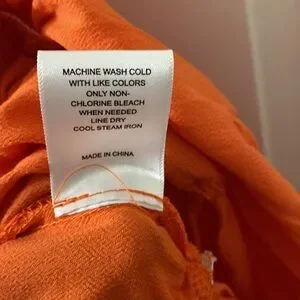 MACHINE WASH COLD
WITH LIKE COLORS
ONLY NON-
CHLORINE BLEACH
WHEN NEEDED
LINE DRY
COOL STEAM IRON
MADE IN CHINA